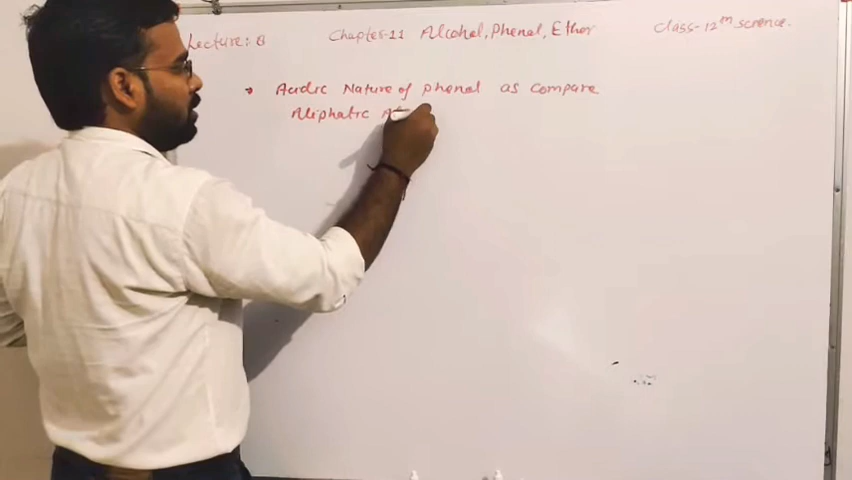 Lecture: 8 Chapter-11 Alcohol, Phenol, Ether Class-12th science.
Acidic Nature of phenol as compare
Aliphatic